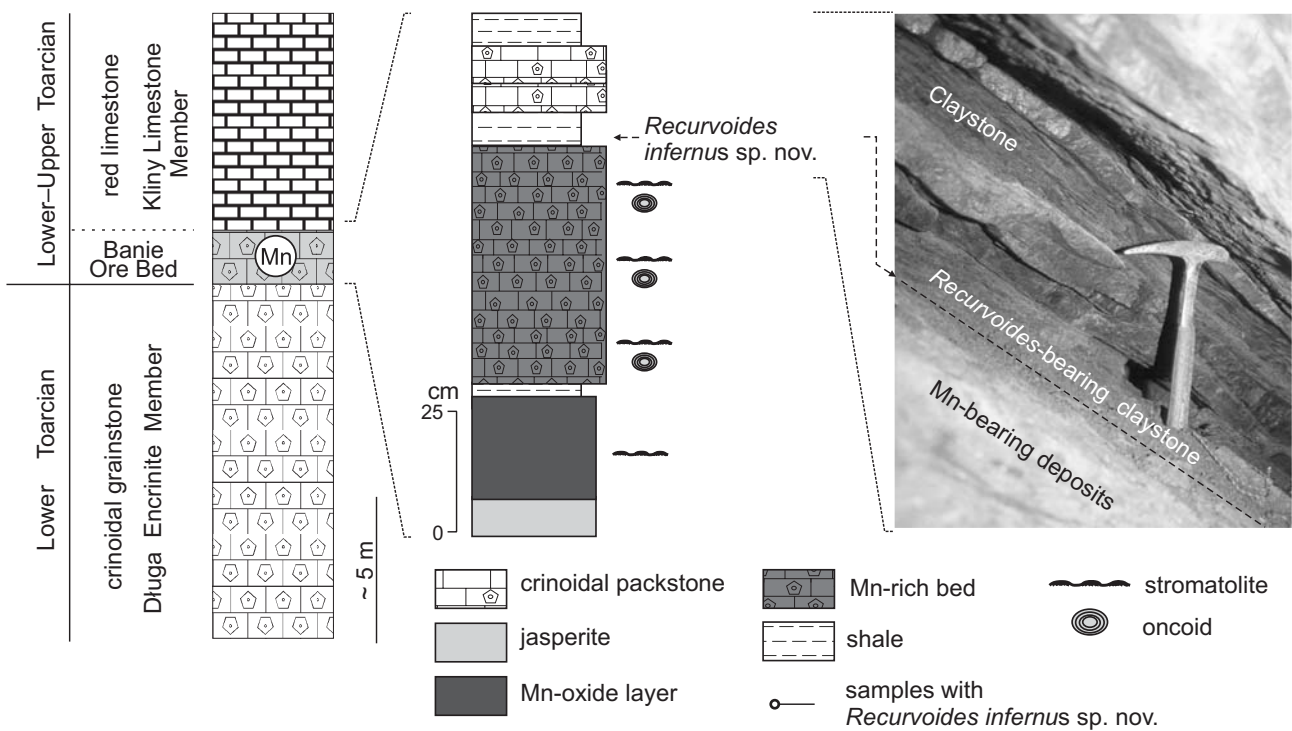 Lower–Upper Toarcian
red limestone
Kliny Limestone
Member
Banie
Ore Bed
Mn
Lower Toarcian
crinoidal grainstone
Długa Encrinite Member
~ 5 m
cm
25
0
Recurvoides
infernus sp. nov.
Claystone
Recurvoides-bearing claystone
Mn-bearing deposits
crinoidal packstone
jasperite
Mn-oxide layer
Mn-rich bed
shale
samples with
Recurvoides infernus sp. nov.
stromatolite
oncoid